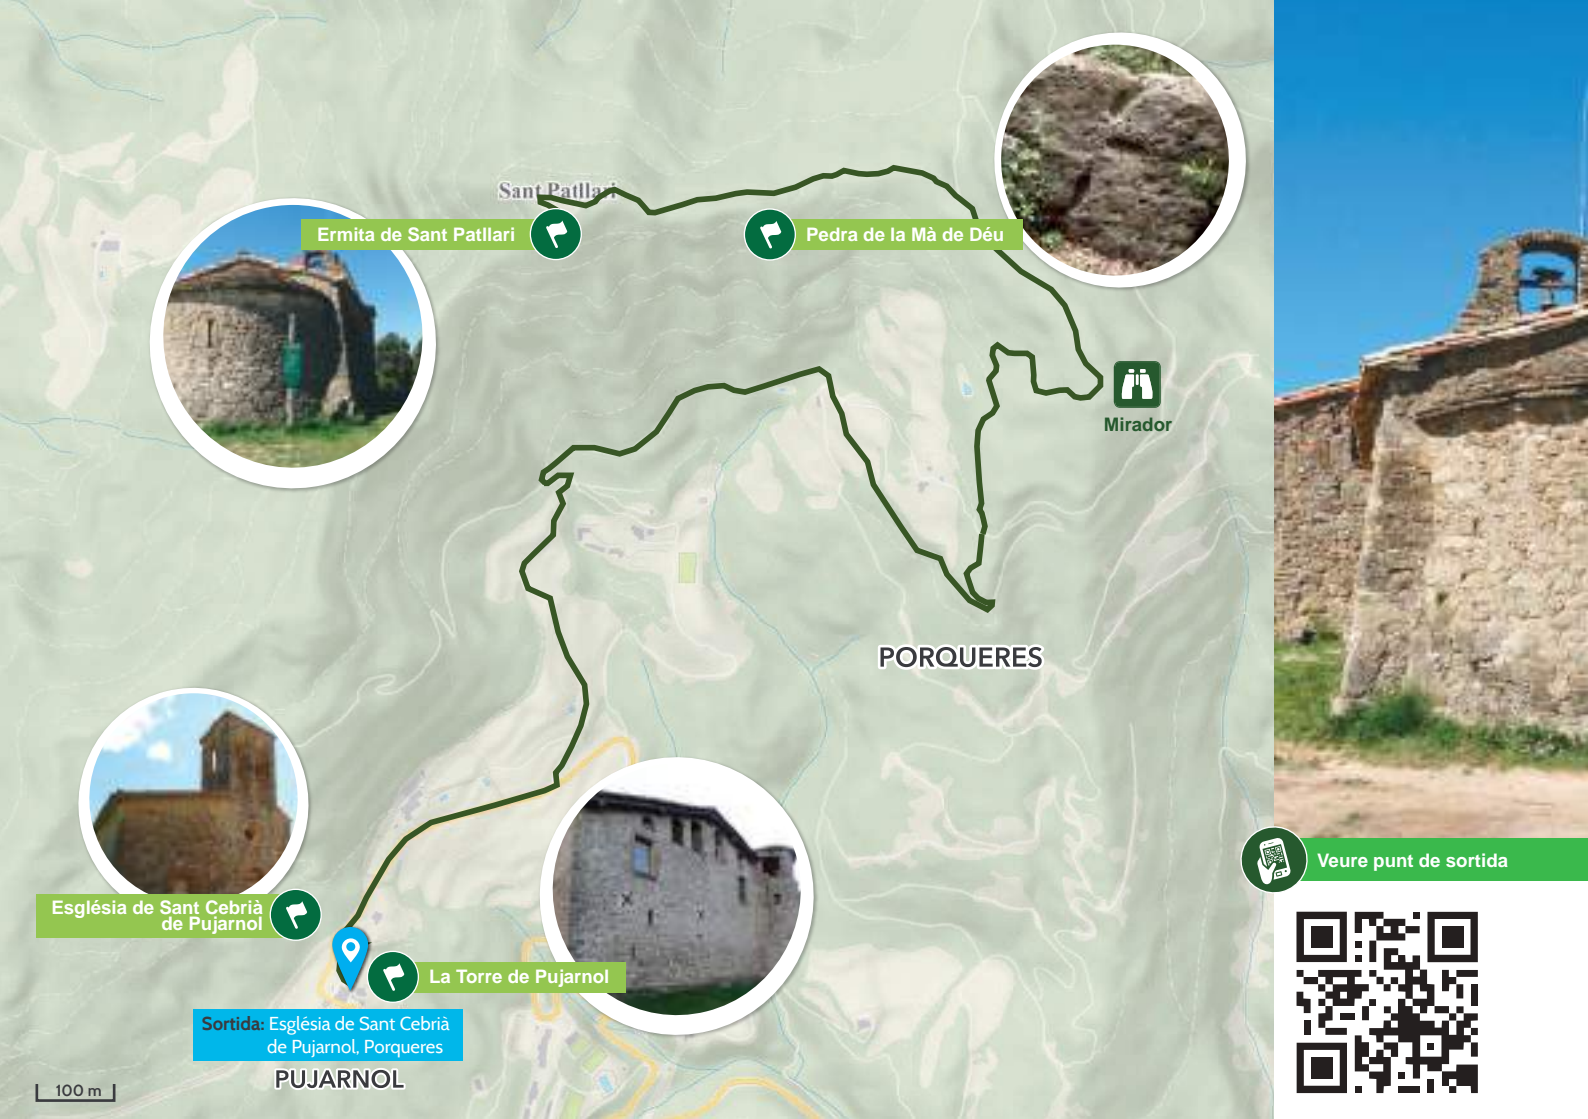 Sant Patllari
Ermita de Sant Patllari
Pedra de la Mà de Déu
Mirador
PORQUERES
Veure punt de sortida
Església de Sant Cebrià
de Pujarnol
La Torre de Pujarnol
Sortida: Església de Sant Cebrià
de Pujarnol, Porqueres
PUJARNOL
100 m